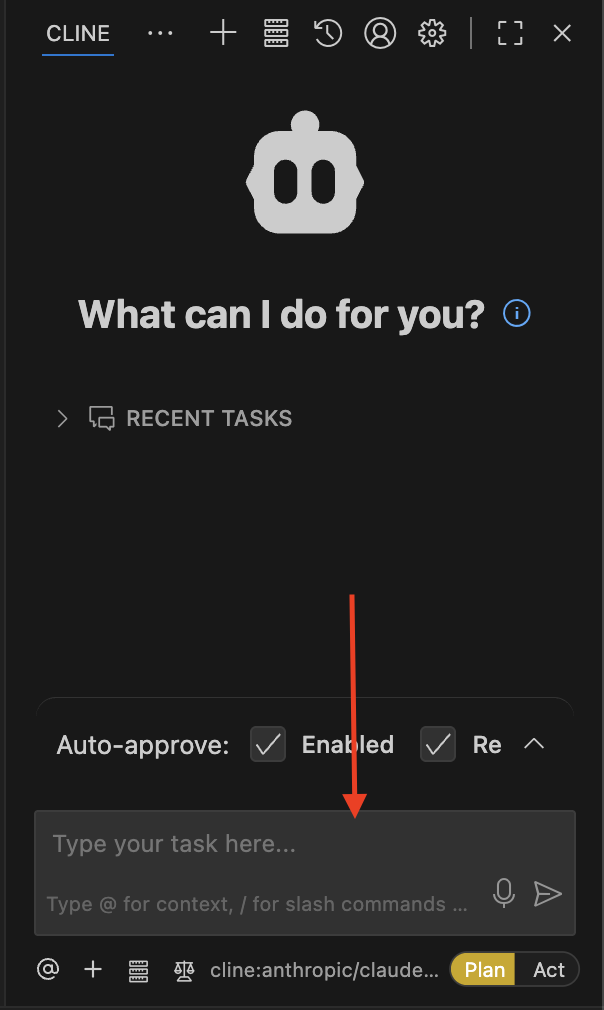 CLINE
What can I do for you?
RECENT TASKS
Auto-approve: Enabled Re
Type your task here...
Type @ for context, / for slash commands ...
cline:anthropic/claude... Plan Act